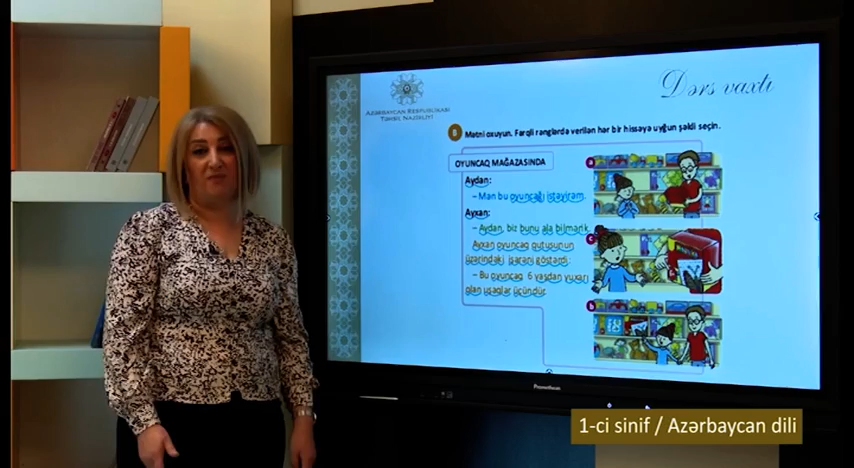 Dərs vaxtı
AZƏRBAYCAN RESPUBLİKASI
TƏHSİL NAZİRLİYİ
5 Mətni oxuyun. Fərqli rənglərdə verilən hər bir hissəyə uyğun şəkli seçin.
OYUNCAQ MAĞAZASINDA
Aydan:
– Mən bu oyuncağı istəyirəm.
Ayxan:
– Aydan, biz bunu ala bilmərik.
Ayxan oyuncaq qutusunun
üzərindəki işarəni göstərdi:
– Bu oyuncaq 6 yaşdan yuxarı
olan uşaqlar üçündür.
a
c
b
Promethean
1-ci sinif / Azərbaycan dili